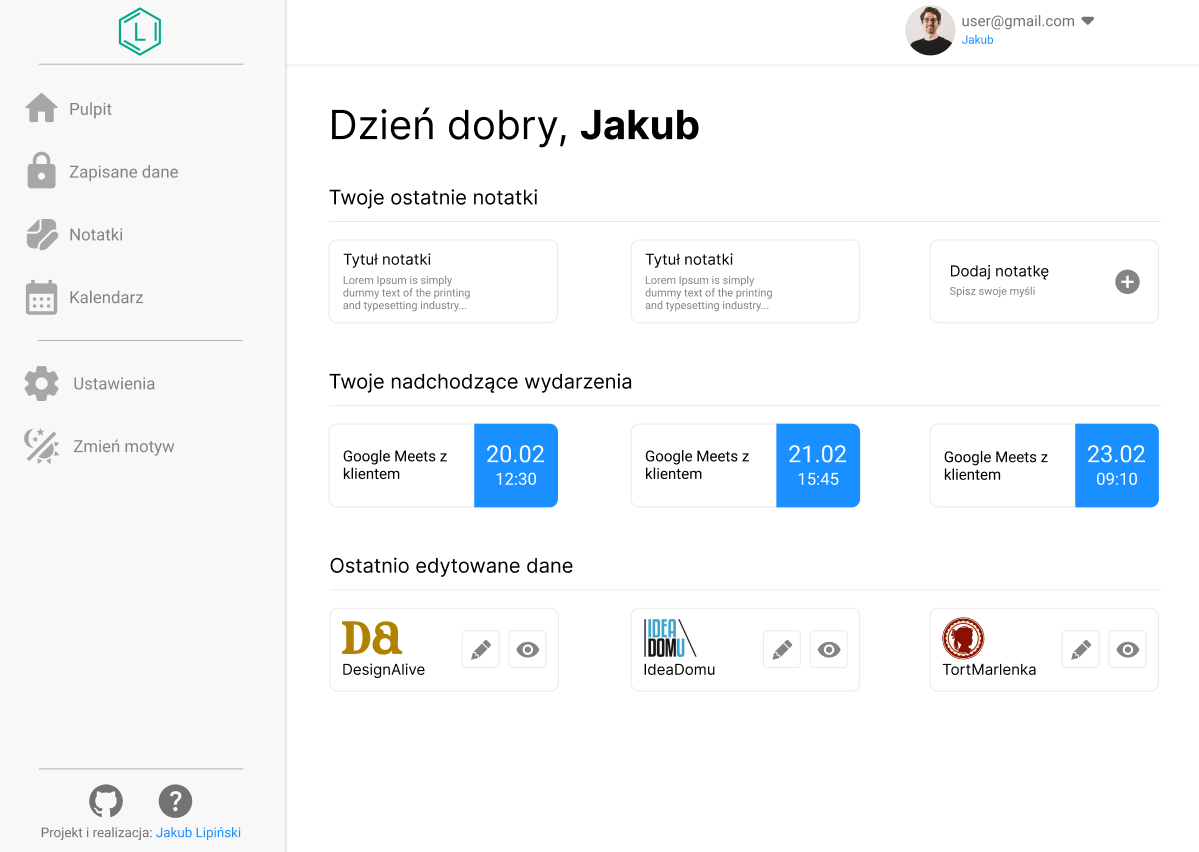 LI
user@gmail.com
Jakub
Pulpit
Zapisane dane
Notatki
Kalendarz
Ustawienia
Zmień motyw
Dzień dobry, Jakub
Twoje ostatnie notatki
Tytuł notatki
Lorem Ipsum is simply
dummy text of the printing
and typesetting industry...
Tytuł notatki
Lorem Ipsum is simply
dummy text of the printing
and typesetting industry...
Dodaj notatkę
Spisz swoje myśli
Twoje nadchodzące wydarzenia
Google Meets z
klientem
20.02
12:30
Google Meets z
klientem
21.02
15:45
Google Meets z
klientem
23.02
09:10
Ostatnio edytowane dane
Da
DesignAlive
IDEA
DOMU
IdeaDomu
TortMarlenka
?
Projekt i realizacja: Jakub Lipiński